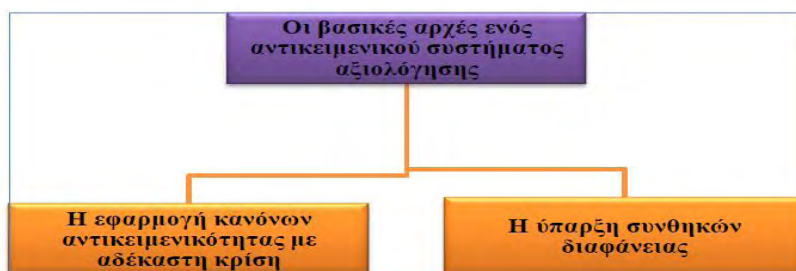 Οι βασικές αρχές ενός
αντικειμενικού συστήματος
αξιολόγησης
Η εφαρμογή κανόνων
αντικειμενικότητας με
αδέκαστη κρίση
Η ύπαρξη συνθηκών
διαφάνειας